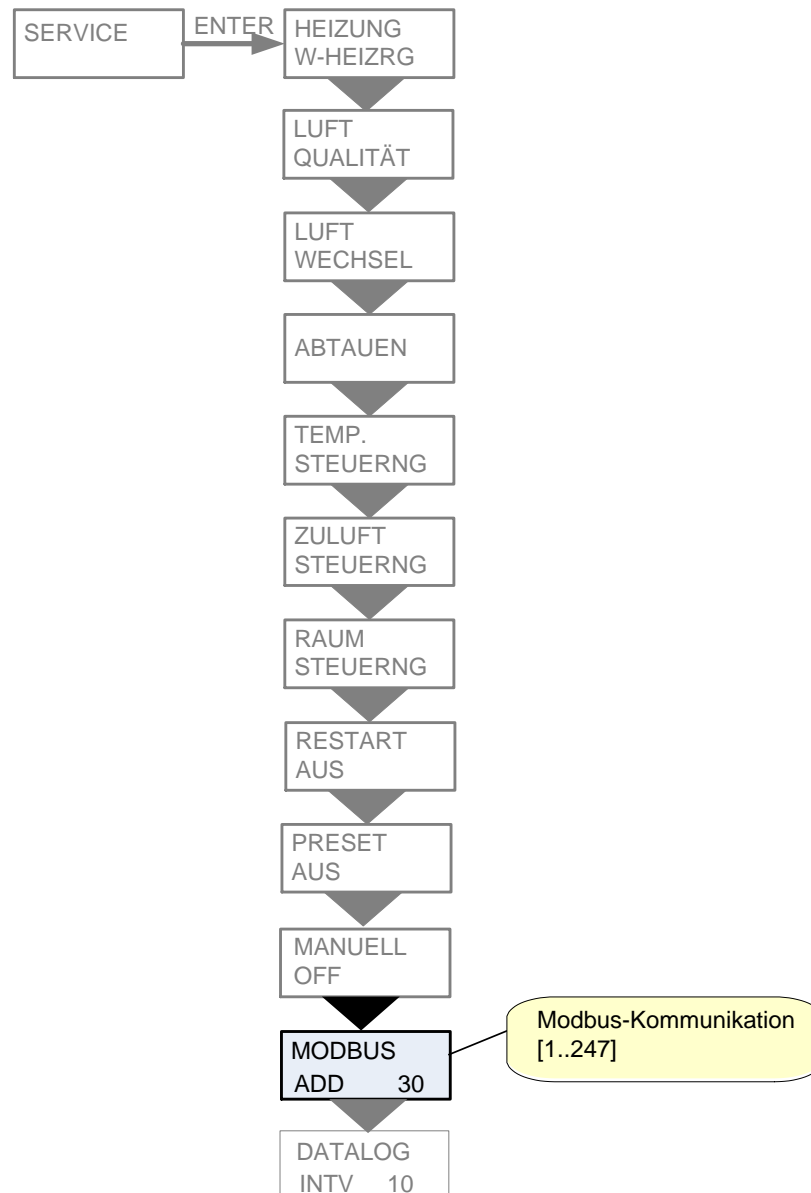 SERVICE
ENTER
HEIZUNG
W-HEIZRG
LUFT
QUALITÄT
LUFT
WECHSEL
ABTAUEN
TEMP.
STEUERNG
ZULUFT
STEUERNG
RAUM
STEUERNG
RESTART
AUS
PRESET
AUS
MANUELL
OFF
MODBUS
ADD 30
Modbus-Kommunikation
[1..247]
DATALOG
INTV 10